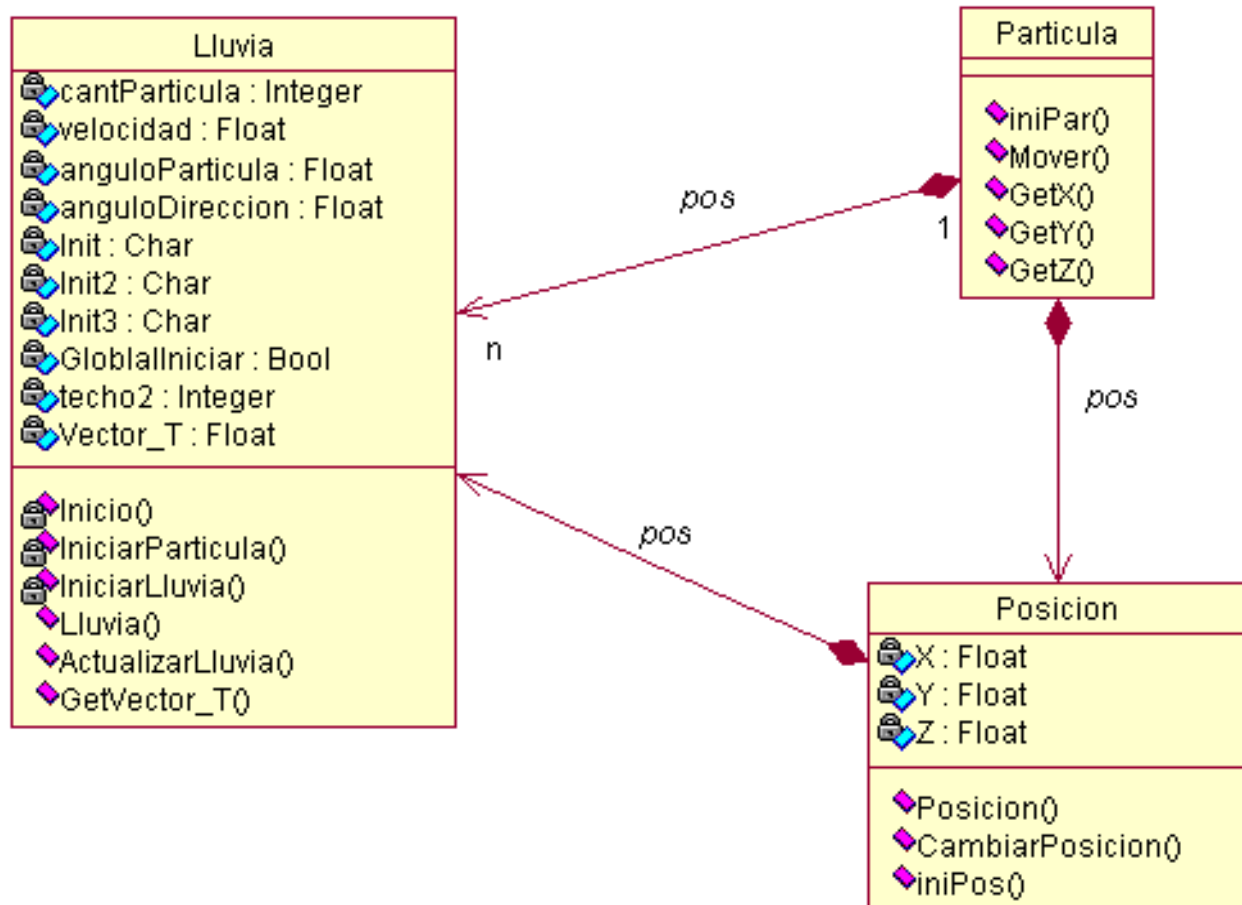 Lluvia
cantParticula : Integer
velocidad : Float
anguloParticula : Float
anguloDireccion : Float
Init : Char
Init2 : Char
Init3 : Char
GloblalIniciar : Bool
techo2 : Integer
Vector_T : Float
Inicio()
IniciarParticula()
IniciarLluvia()
Lluvia()
ActualizarLluvia()
GetVector_T()
Particula
iniPar()
Mover()
GetX()
GetY()
GetZ()
pos
1
n
pos
pos
Posicion
X : Float
Y : Float
Z : Float
Posicion()
CambiarPosicion()
iniPos()